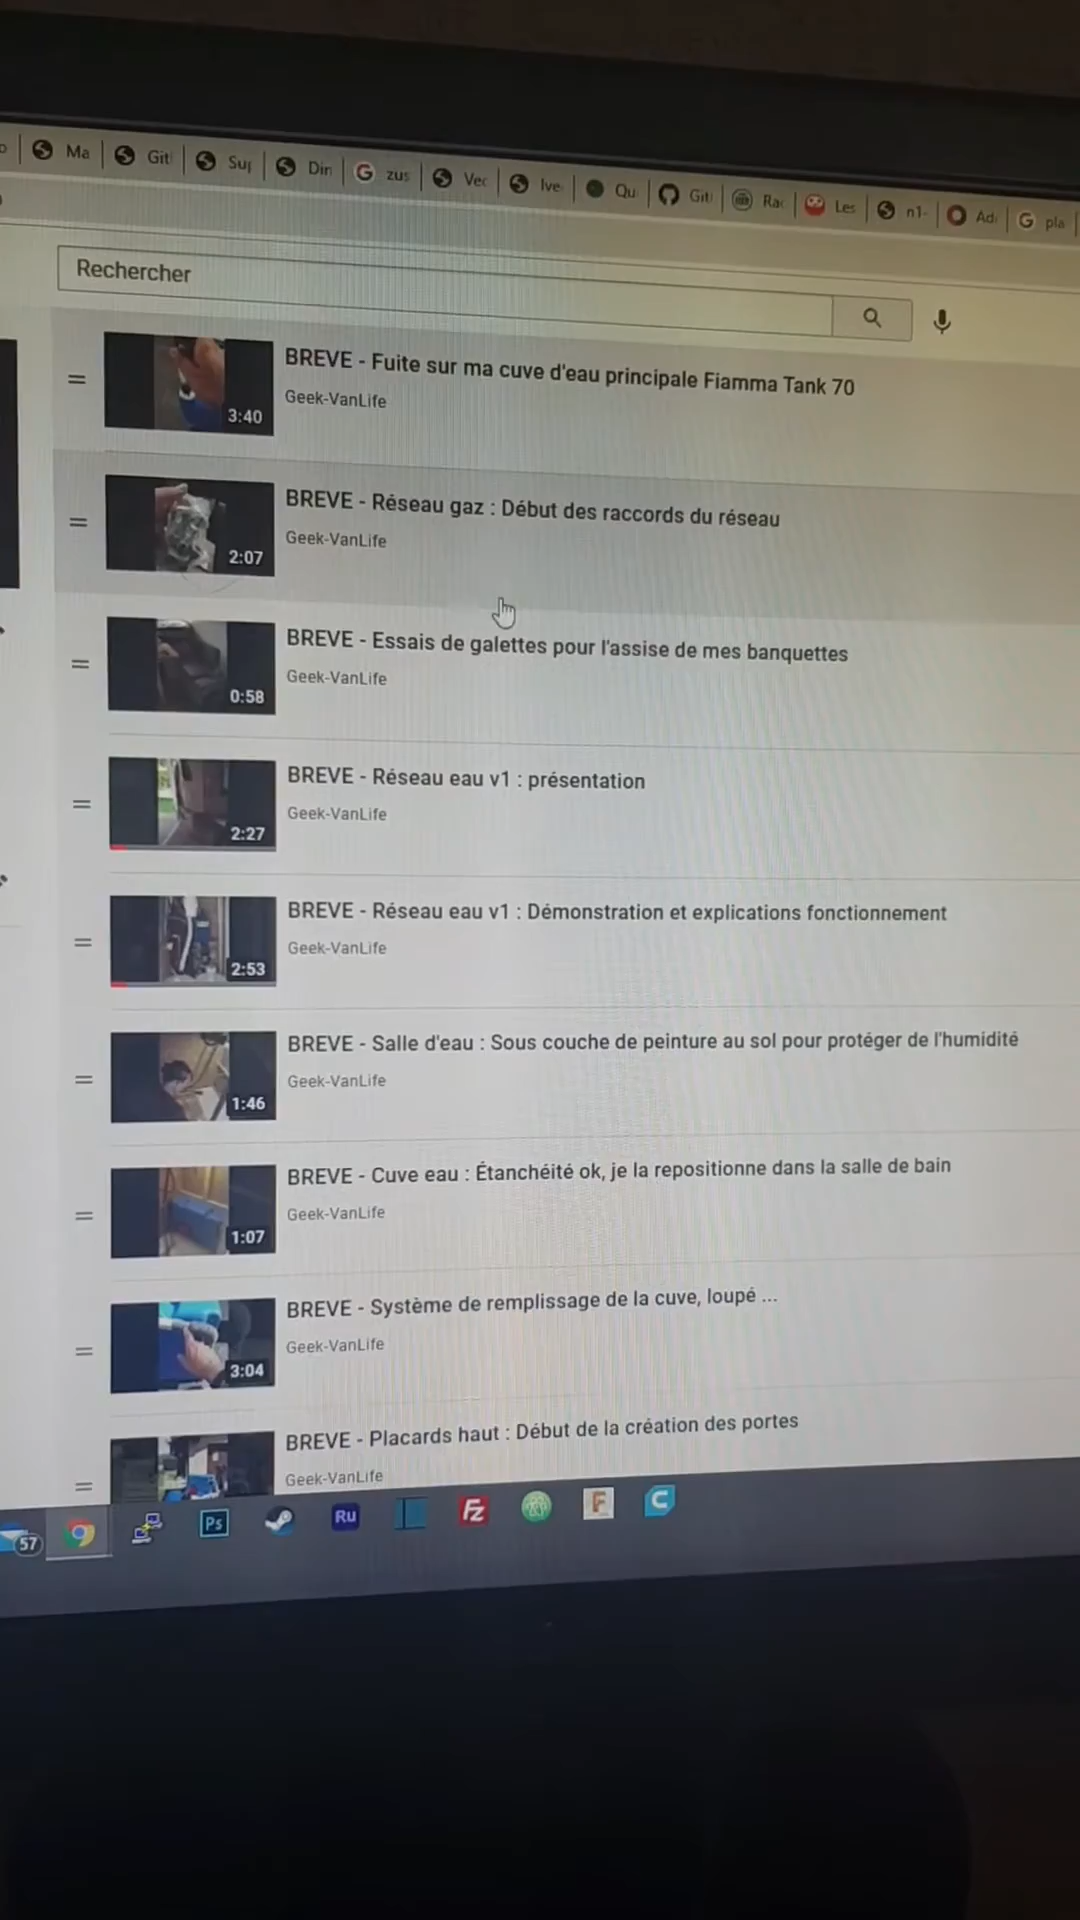 Ma
Git
Sup
Din
zus
Vec
Ive
Qu
Git
Rac
Les
n1-
Ad
pla
Rechercher
BREVE - Fuite sur ma cuve d'eau principale Fiamma Tank 70
Geek-VanLife
3:40
BREVE - Réseau gaz : Début des raccords du réseau
Geek-VanLife
2:07
BREVE - Essais de galettes pour l'assise de mes banquettes
Geek-VanLife
0:58
BREVE - Réseau eau v1 : présentation
Geek-VanLife
2:27
BREVE - Réseau eau v1 : Démonstration et explications fonctionnement
Geek-VanLife
2:53
BREVE - Salle d'eau : Sous couche de peinture au sol pour protéger de l'humidité
Geek-VanLife
1:46
BREVE - Cuve eau : Étanchéité ok, je la repositionne dans la salle de bain
Geek-VanLife
1:07
BREVE - Système de remplissage de la cuve, loupé ...
Geek-VanLife
3:04
BREVE - Placards haut : Début de la création des portes
Geek-VanLife
57
Ps
Ru
Fz
F
C